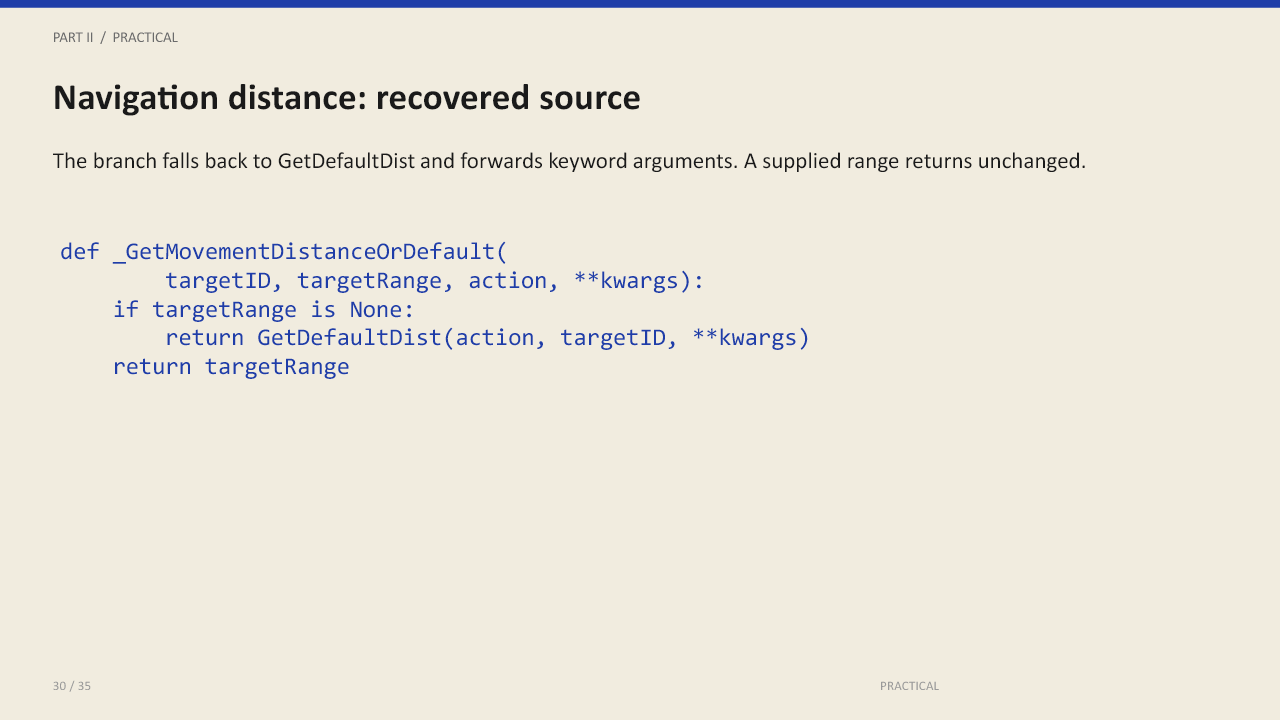 PART II / PRACTICAL
Navigation distance: recovered source
The branch falls back to GetDefaultDist and forwards keyword arguments. A supplied range returns unchanged.
def _GetMovementDistanceOrDefault(
        targetID, targetRange, action, **kwargs):
    if targetRange is None:
        return GetDefaultDist(action, targetID, **kwargs)
    return targetRange
30 / 35
PRACTICAL